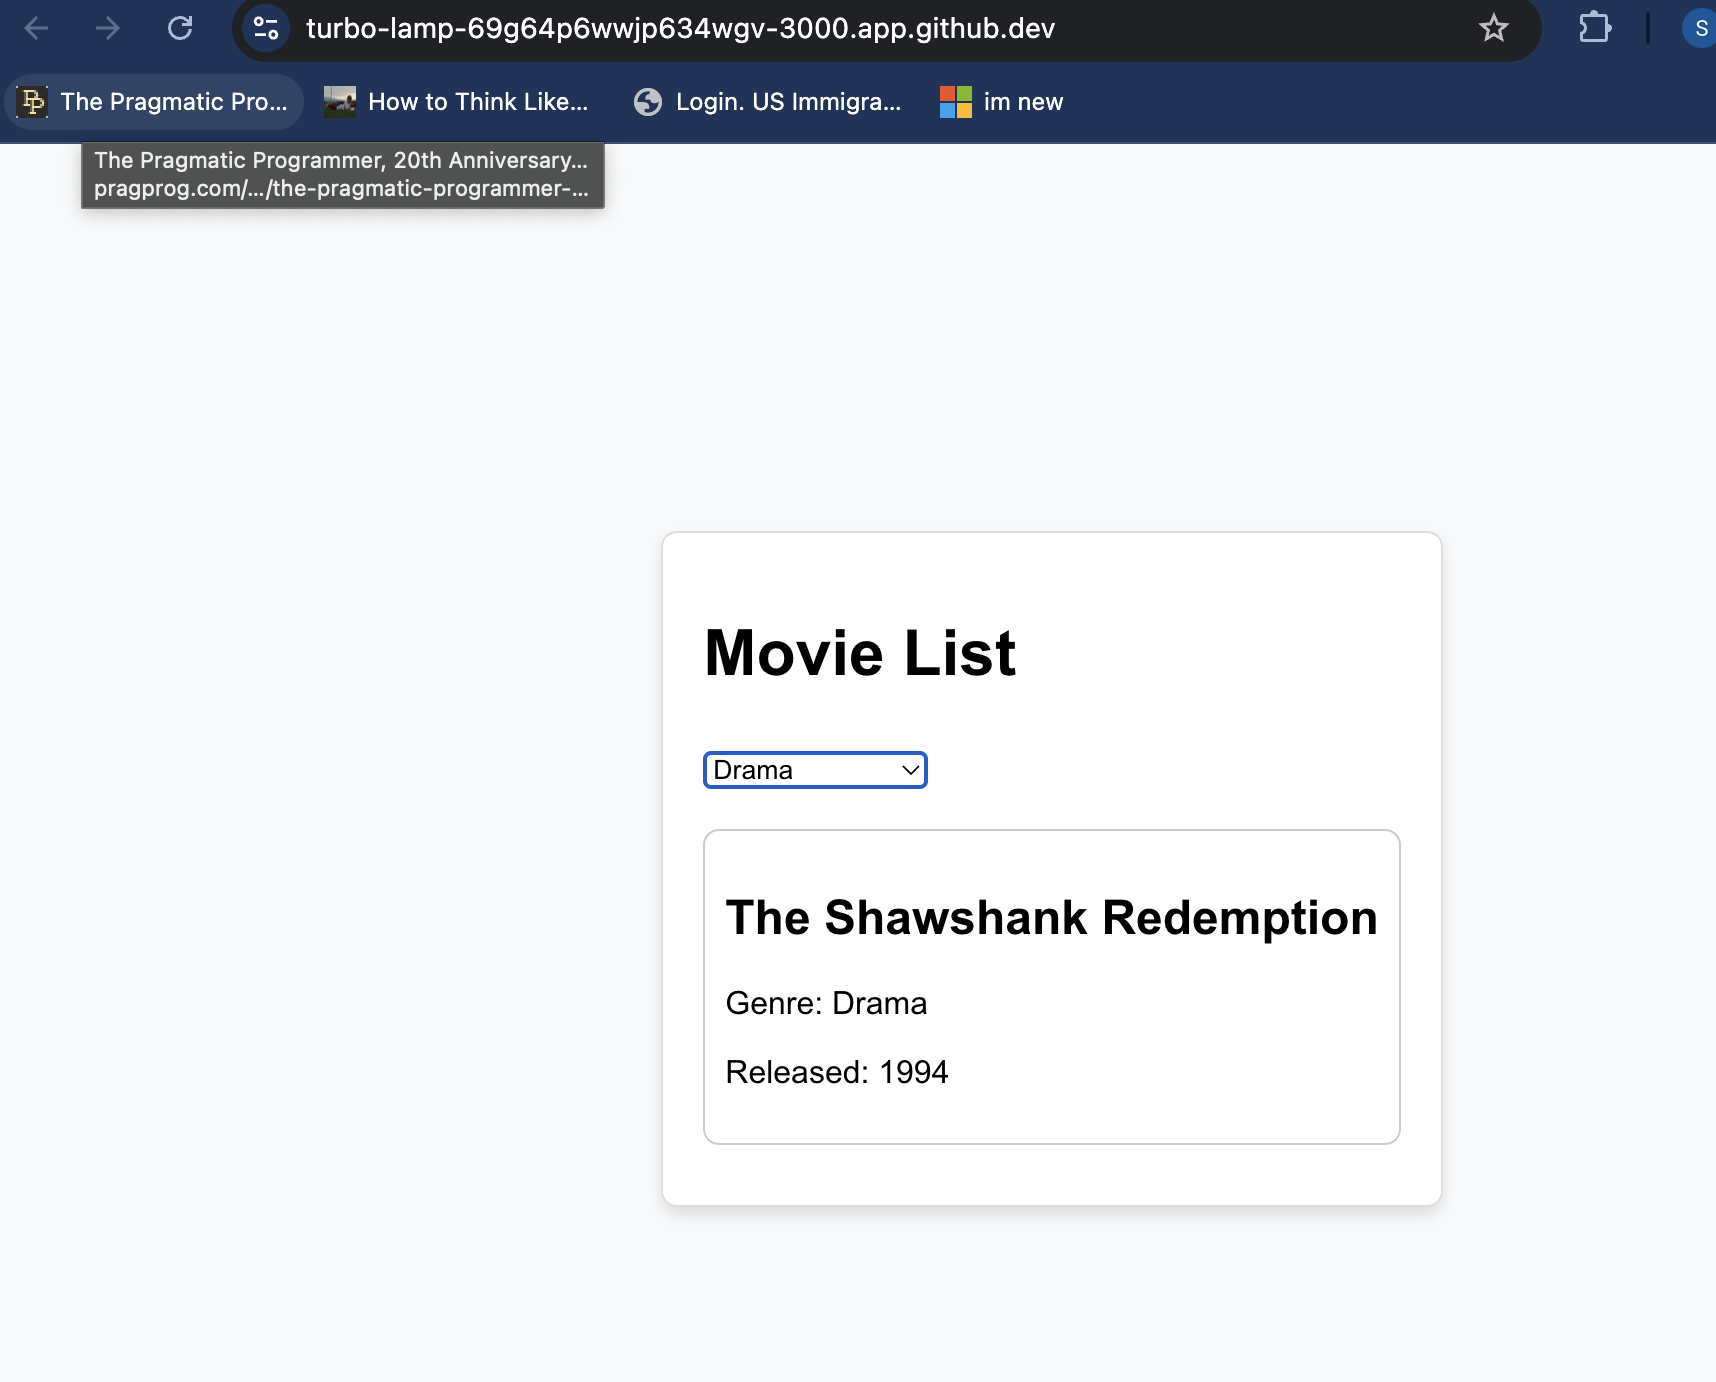 turbo-lamp-69g64p6wwjp634wgv-3000.app.github.dev
S
The Pragmatic Pro...
How to Think Like...
Login. US Immigra...
im new
The Pragmatic Programmer, 20th Anniversary...
pragprog.com/.../the-pragmatic-programmer-...
Movie List
Drama
The Shawshank Redemption
Genre: Drama
Released: 1994